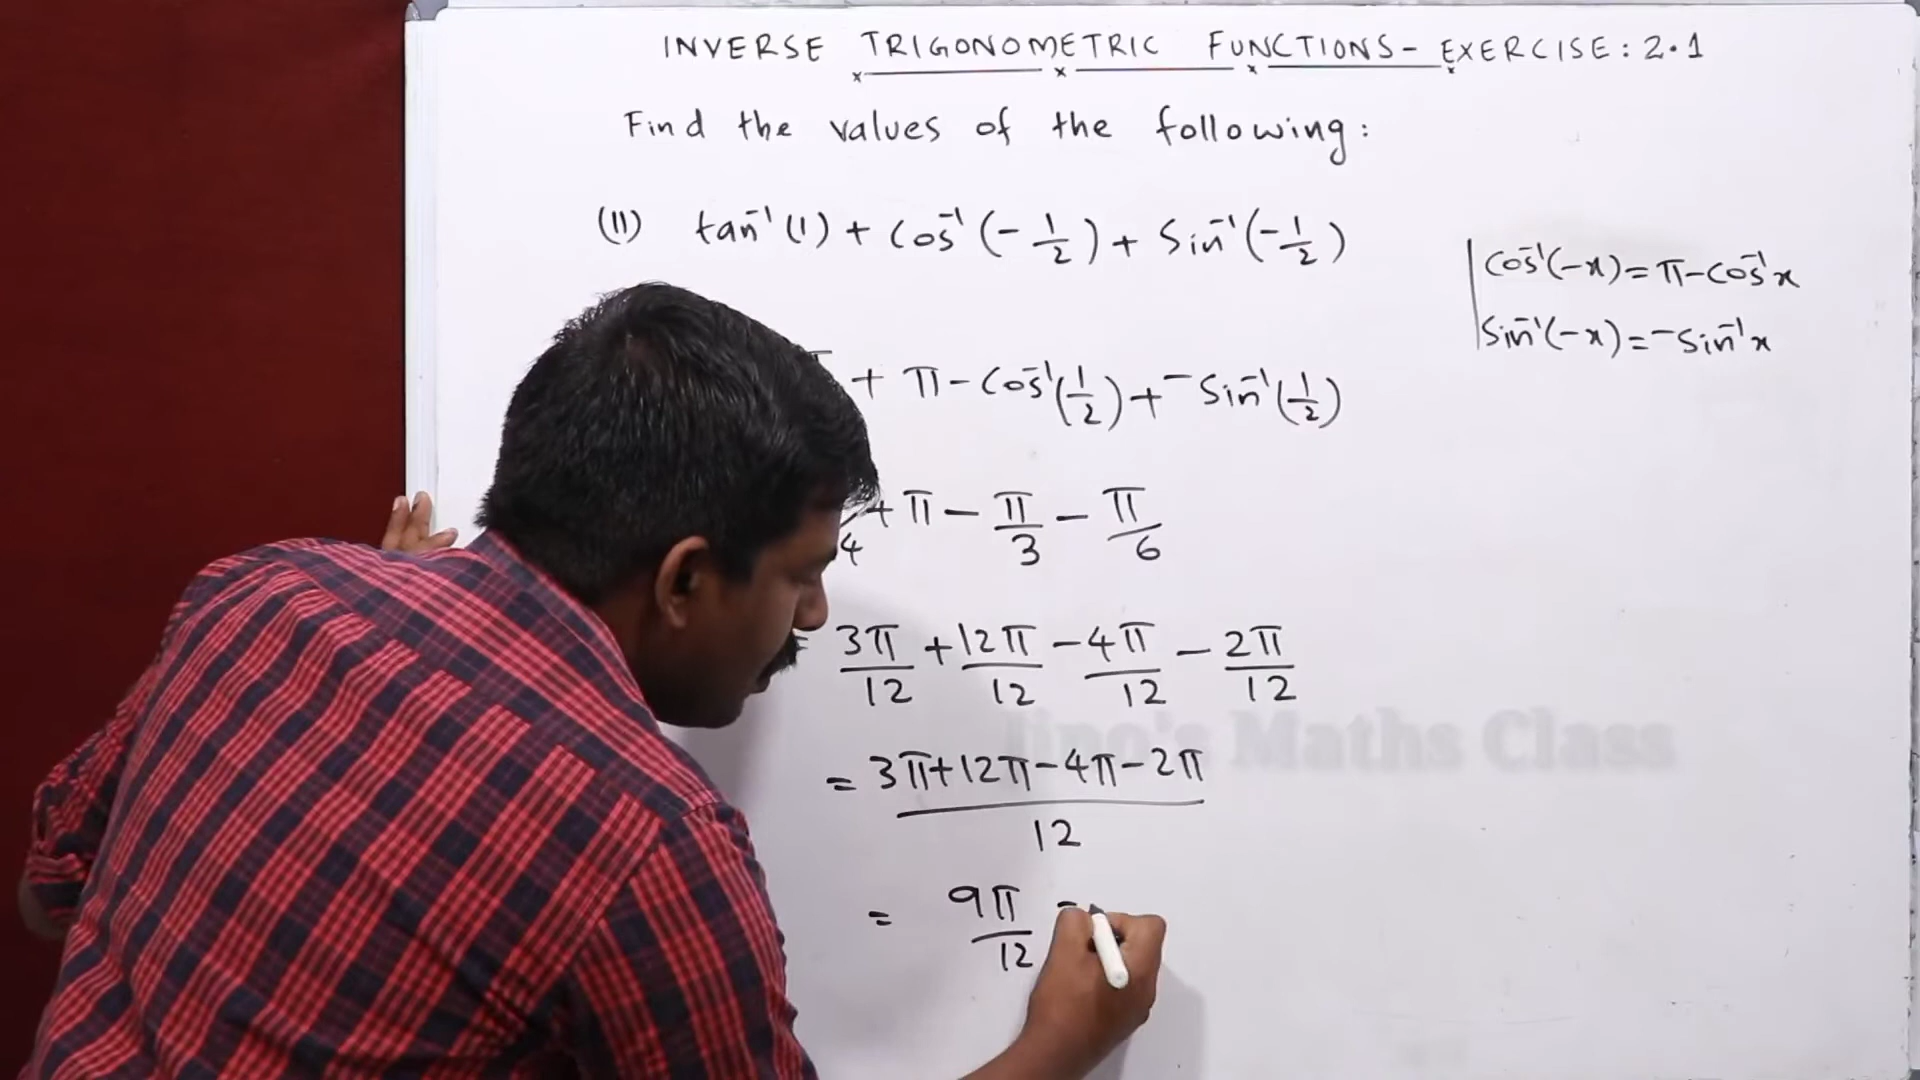 INVERSE TRIGONOMETRIC FUNCTIONS - EXERCISE: 2.1
Find the values of the following:
(11) tan⁻¹(1) + cos⁻¹(-1/2) + Sin⁻¹(-1/2)
cos⁻¹(-x) = π - cos⁻¹x
Sin⁻¹(-x) = -Sin⁻¹x
+ π - cos⁻¹(1/2) + -Sin⁻¹(1/2)
/4 + π - π/3 - π/6
= 3π/12 + 12π/12 - 4π/12 - 2π/12
Maths Class
= (3π + 12π - 4π - 2π)/12
= 9π/12 =